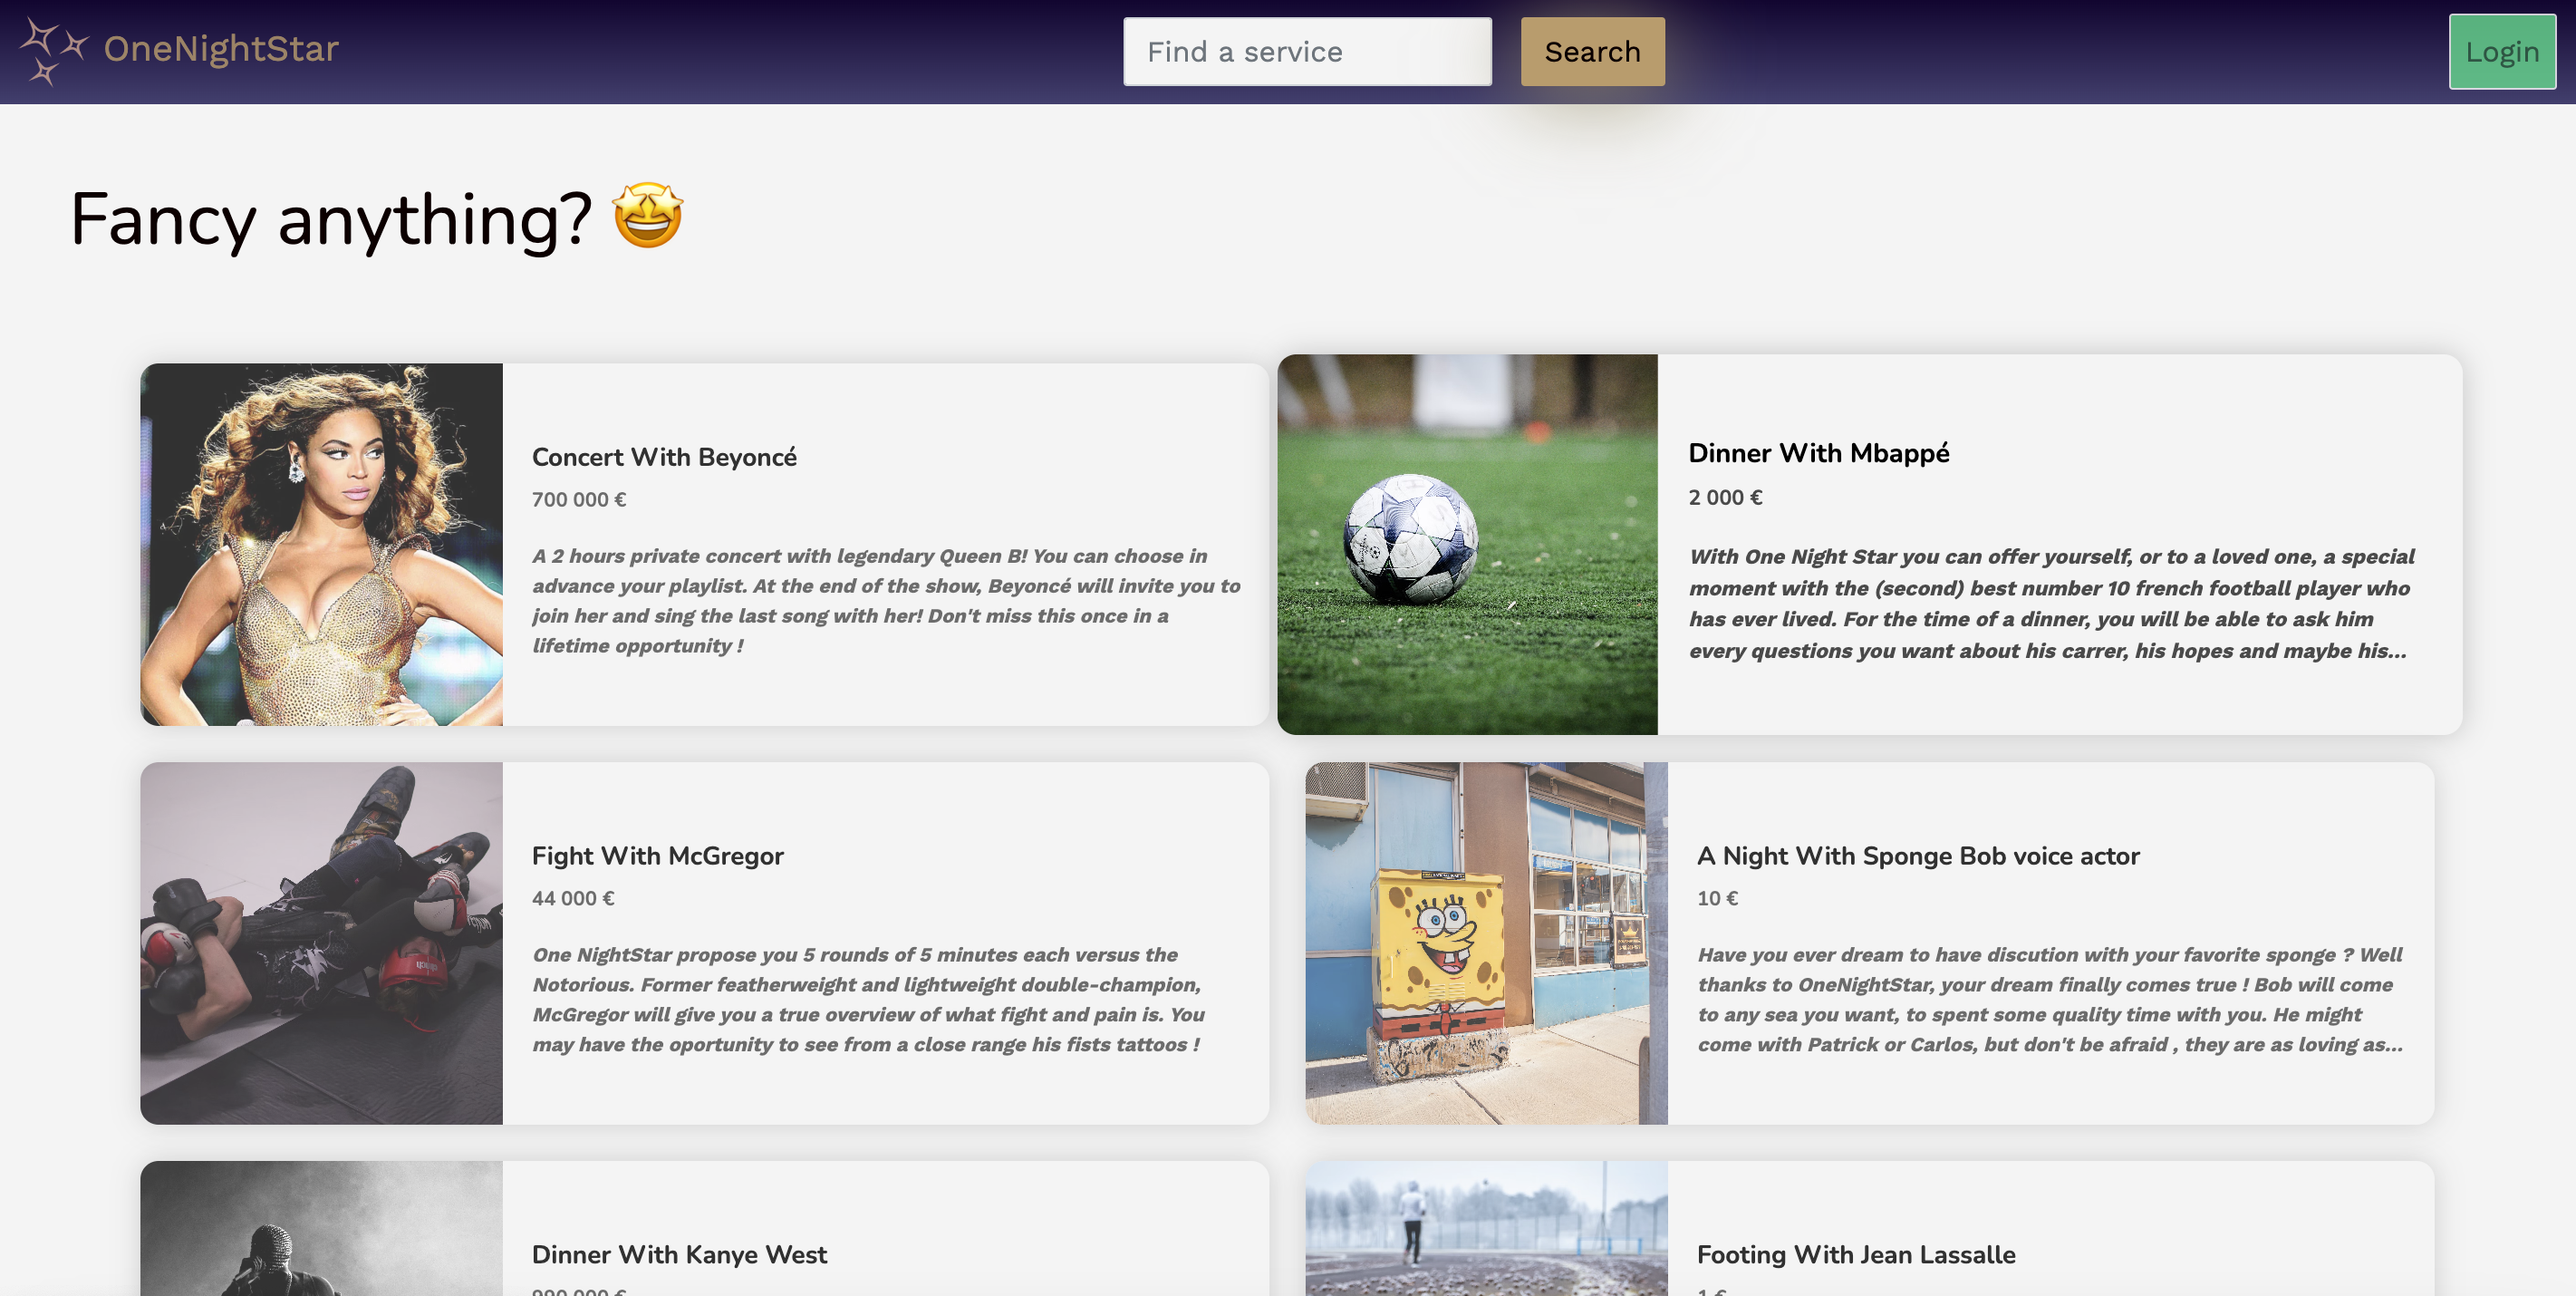 OneNightStar
Find a service
Search
Login
Fancy anything? 🤩
Concert With Beyoncé
700 000 €
A 2 hours private concert with legendary Queen B! You can choose in
advance your playlist. At the end of the show, Beyoncé will invite you to
join her and sing the last song with her! Don't miss this once in a
lifetime opportunity !
Dinner With Mbappé
2 000 €
With One Night Star you can offer yourself, or to a loved one, a special
moment with the (second) best number 10 french football player who
has ever lived. For the time of a dinner, you will be able to ask him
every questions you want about his carrer, his hopes and maybe his...
Fight With McGregor
44 000 €
One NightStar propose you 5 rounds of 5 minutes each versus the
Notorious. Former featherweight and lightweight double-champion,
McGregor will give you a true overview of what fight and pain is. You
may have the oportunity to see from a close range his fists tattoos !
A Night With Sponge Bob voice actor
10 €
Have you ever dream to have discution with your favorite sponge ? Well
thanks to OneNightStar, your dream finally comes true ! Bob will come
to any sea you want, to spent some quality time with you. He might
come with Patrick or Carlos, but don't be afraid , they are as loving as...
Dinner With Kanye West
Footing With Jean Lassalle